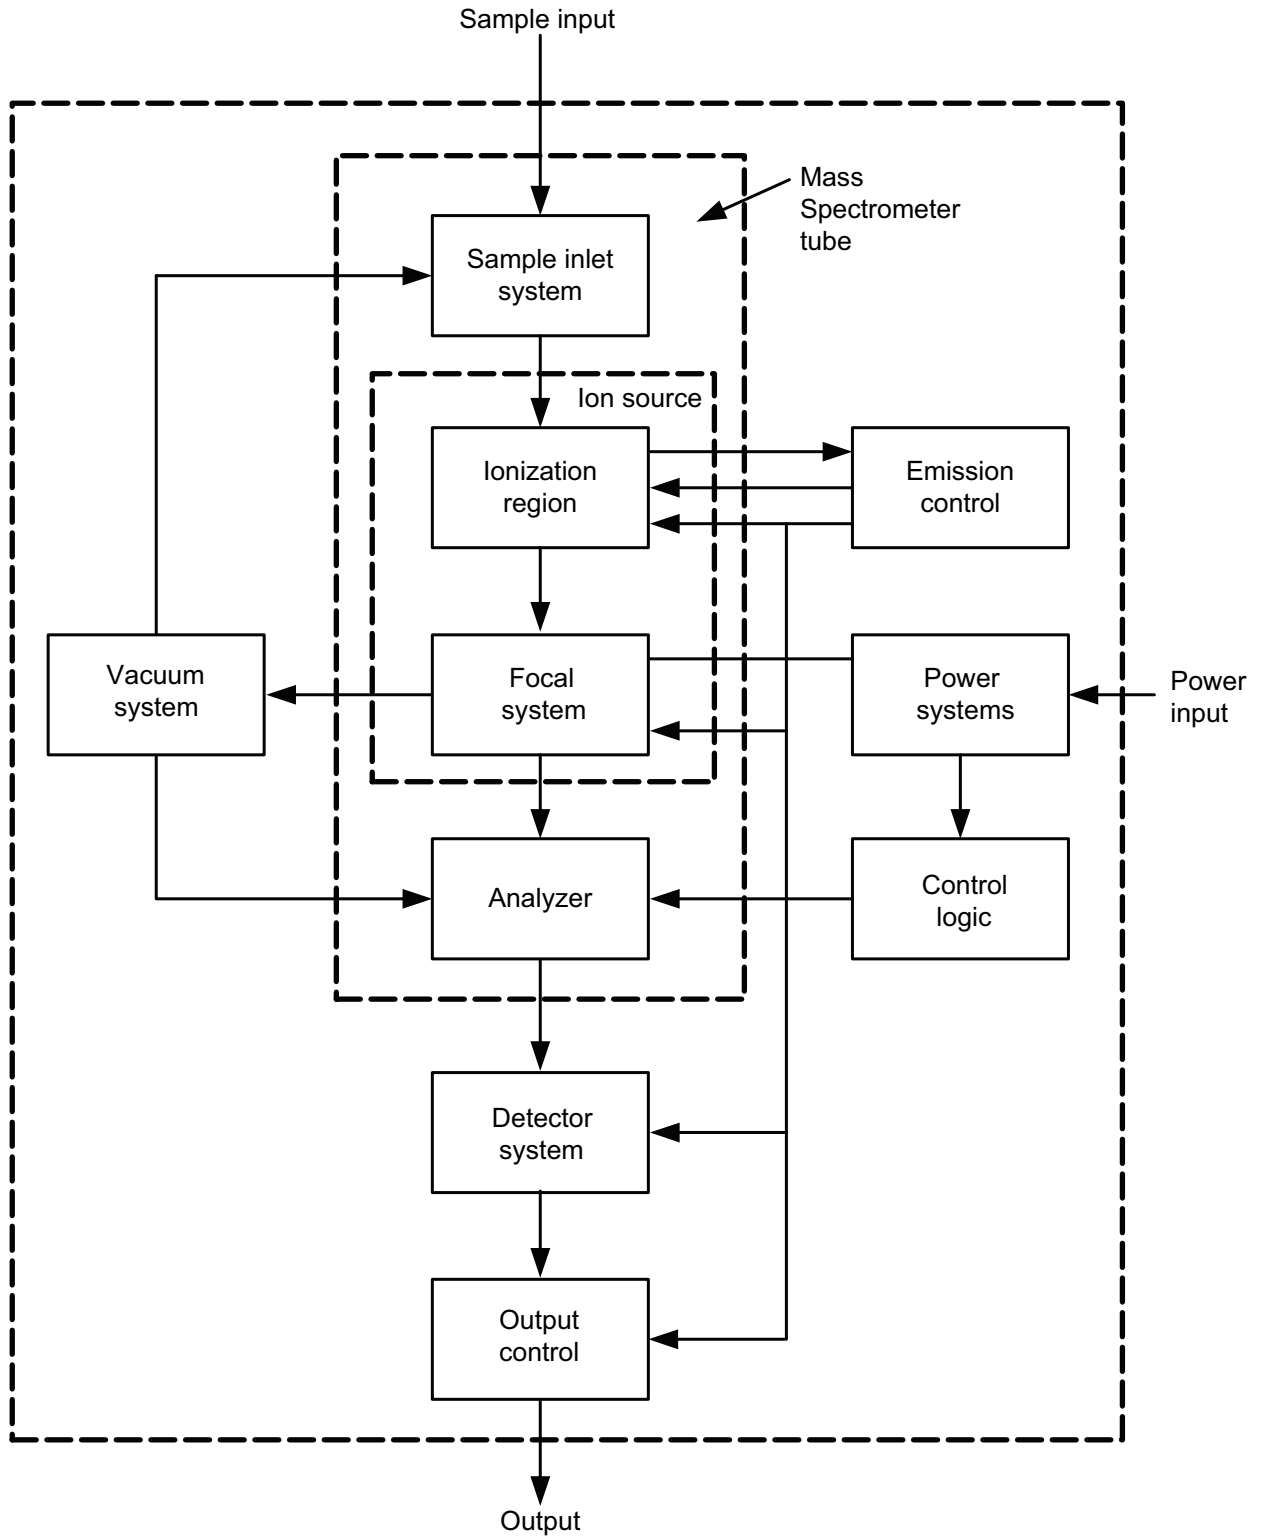 Sample input
Mass
Spectrometer
tube
Sample inlet
system
Ion source
Ionization
region
Emission
control
Vacuum
system
Focal
system
Power
systems
Power
input
Analyzer
Control
logic
Detector
system
Output
control
Output